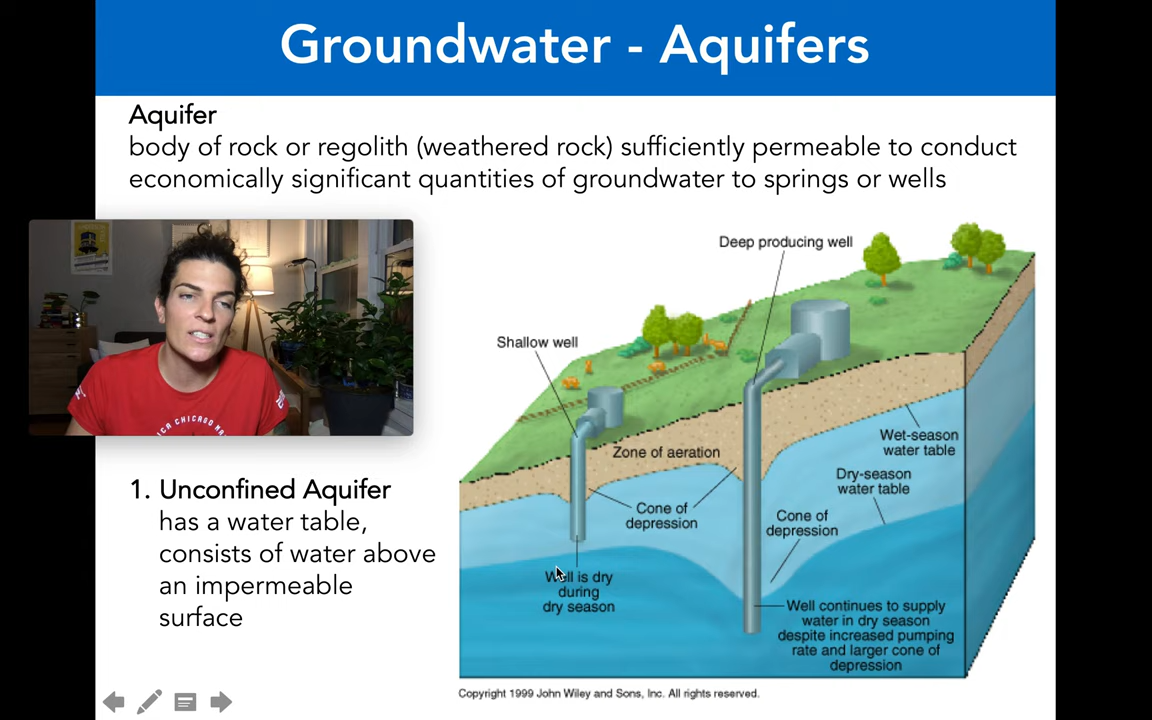 Groundwater - Aquifers
Aquifer
body of rock or regolith (weathered rock) sufficiently permeable to conduct
economically significant quantities of groundwater to springs or wells
Deep producing well
Shallow well
Zone of aeration
Wet-season
water table
Dry-season
water table
Cone of
depression
Cone of
depression
Well is dry
during
dry season
Well continues to supply
water in dry season
despite increased pumping
rate and larger cone of
depression
1. Unconfined Aquifer
has a water table,
consists of water above
an impermeable
surface
Copyright 1999 John Wiley and Sons, Inc. All rights reserved.